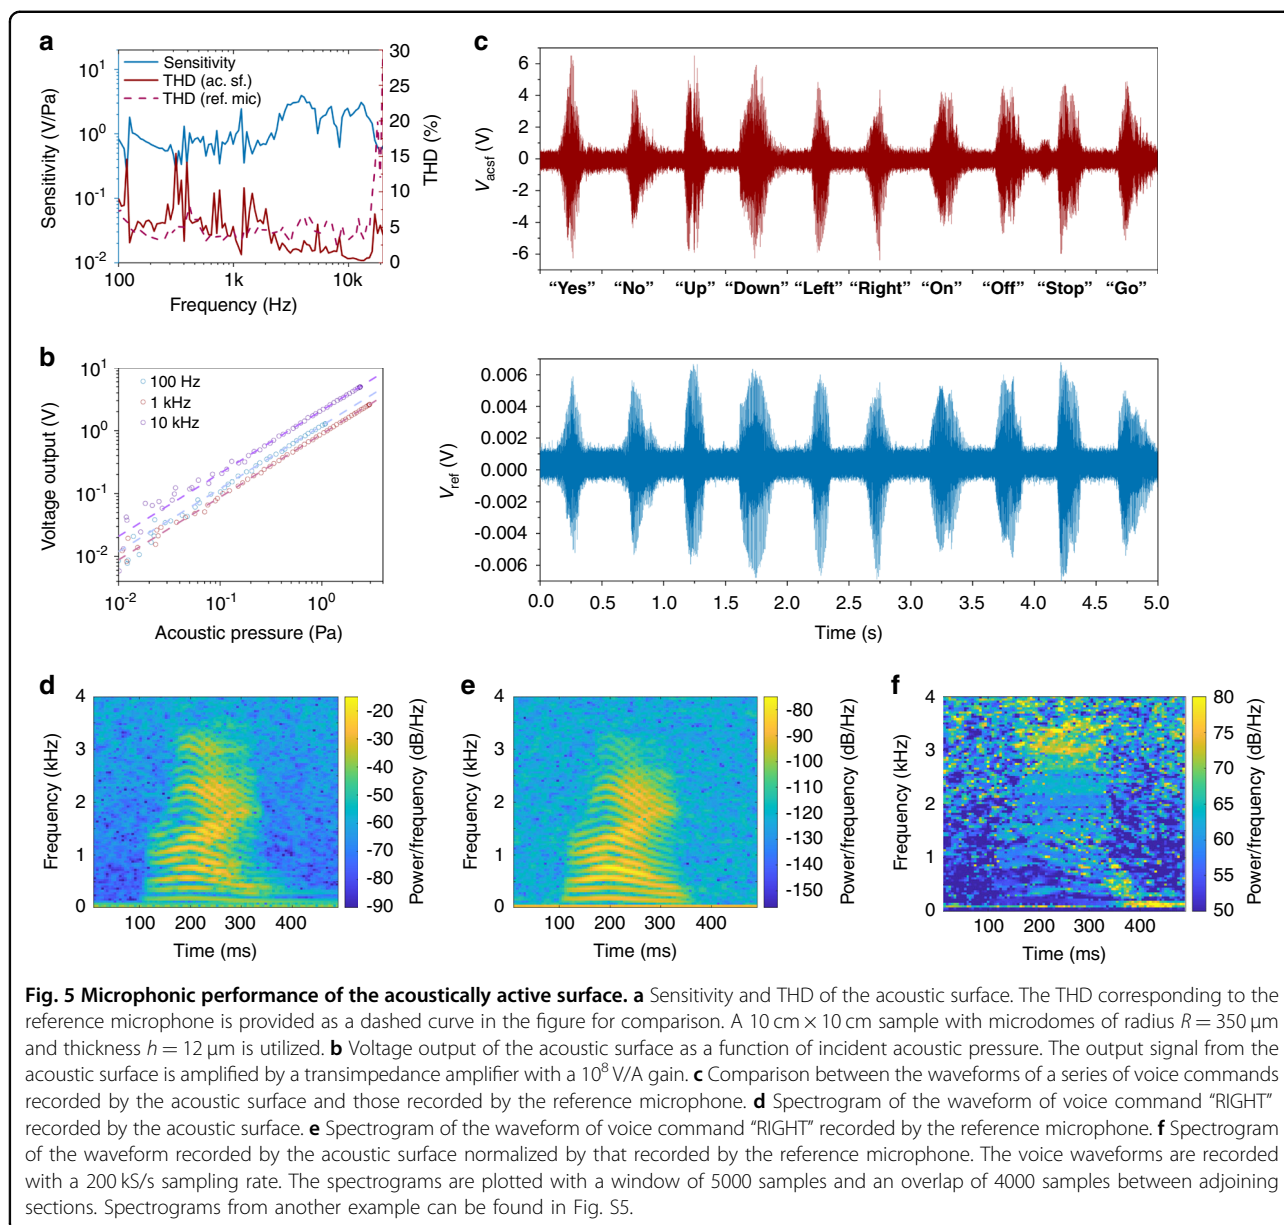 a
Sensitivity
THD (ac. sf.)
THD (ref. mic)
10¹
10⁰
10⁻¹
10⁻²
Sensitivity (V/Pa)
30
25
20
15
10
5
0
THD (%)
100
1k
10k
Frequency (Hz)
c
6
4
2
0
-2
-4
-6
V_acsf (V)
“Yes” “No” “Up” “Down” “Left” “Right” “On” “Off” “Stop” “Go”
b
100 Hz
1 kHz
10 kHz
10¹
10⁰
10⁻¹
10⁻²
Voltage output (V)
10⁻² 10⁻¹ 10⁰
Acoustic pressure (Pa)
0.006
0.004
0.002
0.000
-0.002
-0.004
-0.006
V_ref (V)
0.0 0.5 1.0 1.5 2.0 2.5 3.0 3.5 4.0 4.5 5.0
Time (s)
d
4
3
2
1
0
Frequency (kHz)
100 200 300 400
Time (ms)
-20
-30
-40
-50
-60
-70
-80
-90
Power/frequency (dB/Hz)
e
4
3
2
1
0
Frequency (kHz)
100 200 300 400
Time (ms)
-80
-90
-100
-110
-120
-130
-140
-150
Power/frequency (dB/Hz)
f
4
3
2
1
0
Frequency (kHz)
100 200 300 400
Time (ms)
80
75
70
65
60
55
50
Power/frequency (dB/Hz)
Fig. 5 Microphonic performance of the acoustically active surface. a Sensitivity and THD of the acoustic surface. The THD corresponding to the
reference microphone is provided as a dashed curve in the figure for comparison. A 10 cm × 10 cm sample with microdomes of radius R = 350 μm
and thickness h = 12 μm is utilized. b Voltage output of the acoustic surface as a function of incident acoustic pressure. The output signal from the
acoustic surface is amplified by a transimpedance amplifier with a 10⁸ V/A gain. c Comparison between the waveforms of a series of voice commands
recorded by the acoustic surface and those recorded by the reference microphone. d Spectrogram of the waveform of voice command “RIGHT”
recorded by the acoustic surface. e Spectrogram of the waveform of voice command “RIGHT” recorded by the reference microphone. f Spectrogram
of the waveform recorded by the acoustic surface normalized by that recorded by the reference microphone. The voice waveforms are recorded
with a 200 kS/s sampling rate. The spectrograms are plotted with a window of 5000 samples and an overlap of 4000 samples between adjoining
sections. Spectrograms from another example can be found in Fig. S5.